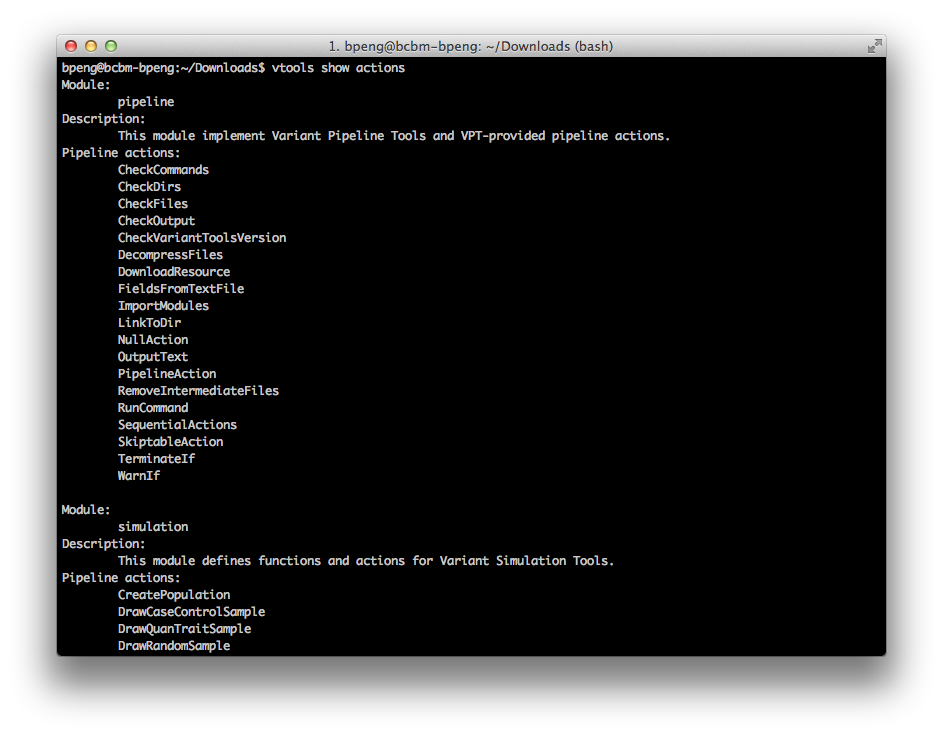 1. bpeng@bcbm-bpeng: ~/Downloads (bash)
bpeng@bcbm-bpeng:~/Downloads$ vtools show actions
Module:
pipeline
Description:
This module implement Variant Pipeline Tools and VPT-provided pipeline actions.
Pipeline actions:
CheckCommands
CheckDirs
CheckFiles
CheckOutput
CheckVariantToolsVersion
DecompressFiles
DownloadResource
FieldsFromTextFile
ImportModules
LinkToDir
NullAction
OutputText
PipelineAction
RemoveIntermediateFiles
RunCommand
SequentialActions
SkiptableAction
TerminateIf
WarnIf
Module:
simulation
Description:
This module defines functions and actions for Variant Simulation Tools.
Pipeline actions:
CreatePopulation
DrawCaseControlSample
DrawQuanTraitSample
DrawRandomSample